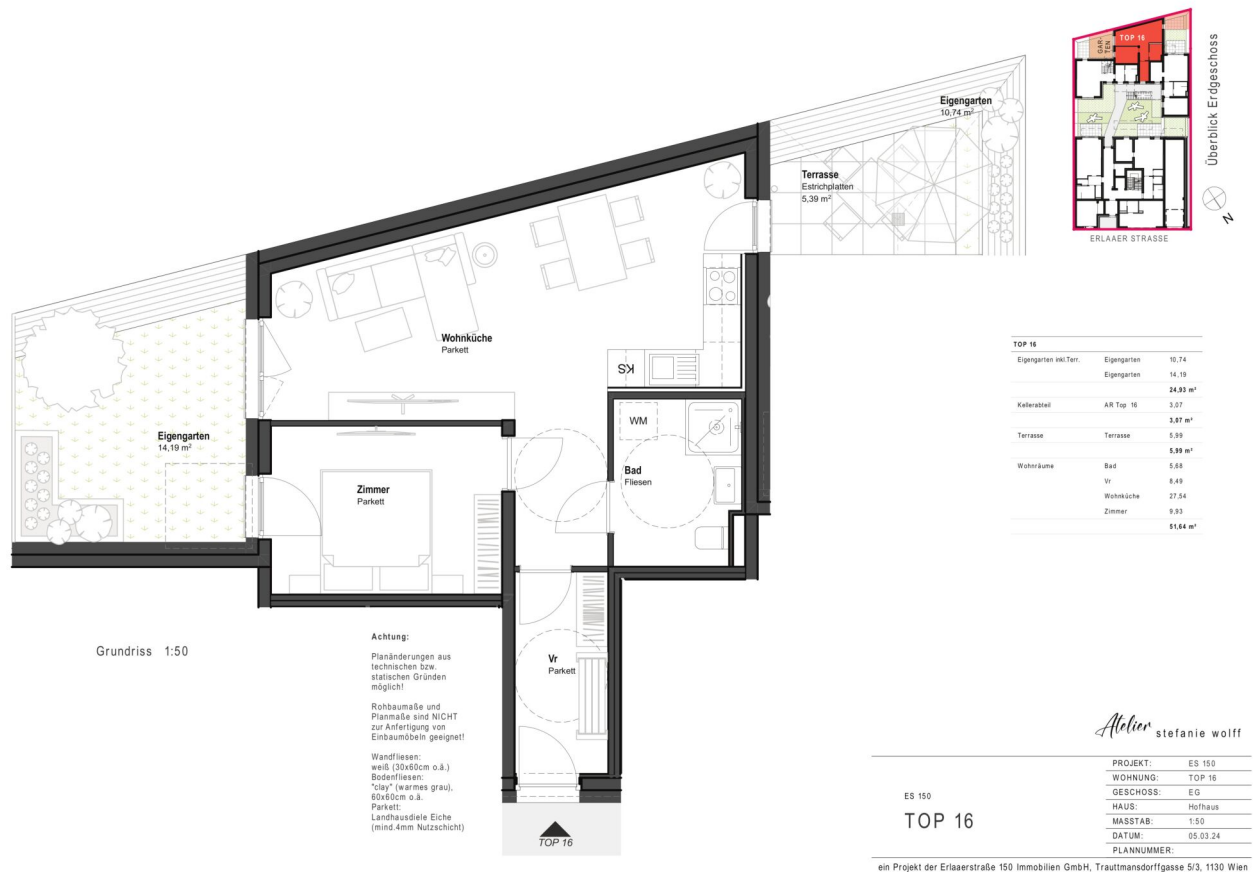 Eigengarten
10,74 m²
Terrasse
Estrichplatten
5,39 m²
Wohnküche
Parkett
KS
Eigengarten
14,19 m²
Zimmer
Parkett
WM
Bad
Fliesen
Vr
Parkett
TOP 16
Grundriss 1:50
Achtung:
Planänderungen aus
technischen bzw.
statischen Gründen
möglich!
Rohbaumaße und
Planmaße sind NICHT
zur Anfertigung von
Einbaumöbeln geeignet!
Wandfliesen:
weiß (30x60cm o.ä.)
Bodenfliesen:
"clay" (warmes grau),
60x60cm o.ä.
Parkett:
Landhausdiele Eiche
(mind.4mm Nutzschicht)
TOP 16
GAR-
TEN
ERLAAER STRASSE
Überblick Erdgeschoss
N
TOP 16
Eigengarten inkl.Terr. Eigengarten 10,74
Eigengarten 14,19
24,93 m²
Kellerabteil AR Top 16 3,07
3,07 m²
Terrasse Terrasse 5,99
5,99 m²
Wohnräume Bad 5,68
Vr 8,49
Wohnküche 27,54
Zimmer 9,93
51,64 m²
Atelier stefanie wolff
ES 150
TOP 16
PROJEKT: ES 150
WOHNUNG: TOP 16
GESCHOSS: EG
HAUS: Hofhaus
MASSTAB: 1:50
DATUM: 05.03.24
PLANNUMMER:
ein Projekt der Erlaaerstraße 150 Immobilien GmbH, Trauttmansdorffgasse 5/3, 1130 Wien